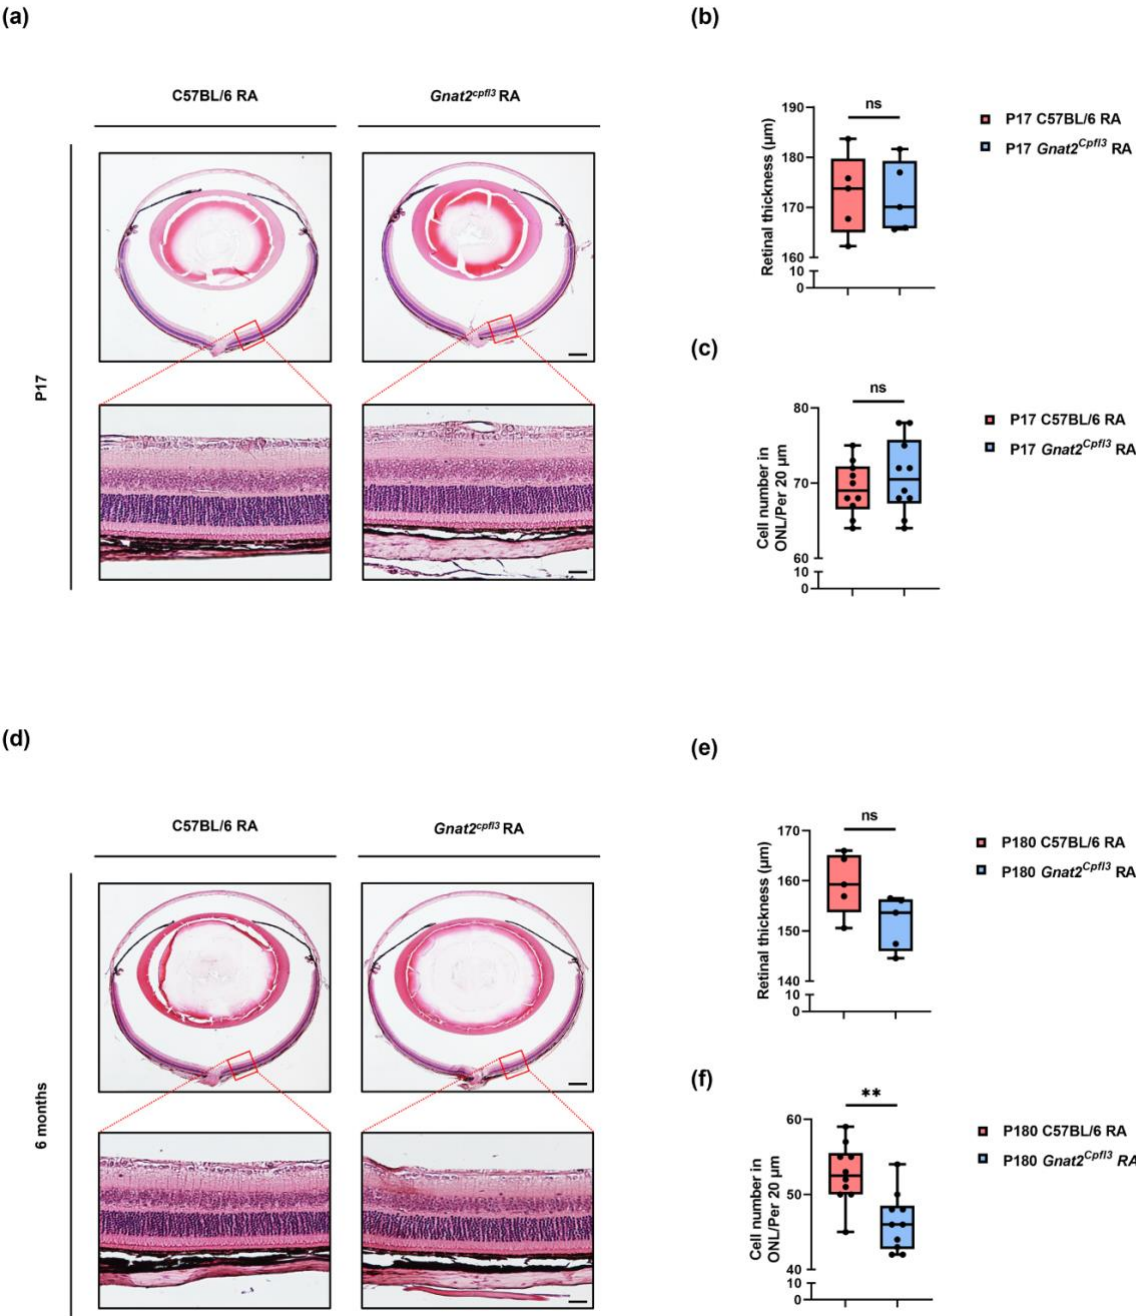 (a)
C57BL/6 RA
Gnat2cpfl3 RA
P17
(b)
190
180
170
160
10
0
Retinal thickness (µm)
ns
P17 C57BL/6 RA
P17 Gnat2Cpfl3 RA
(c)
80
70
60
10
0
Cell number in
ONL/Per 20 µm
ns
P17 C57BL/6 RA
P17 Gnat2Cpfl3 RA
(d)
C57BL/6 RA
Gnat2cpfl3 RA
6 months
(e)
170
160
150
140
10
0
Retinal thickness (µm)
ns
P180 C57BL/6 RA
P180 Gnat2Cpfl3 RA
(f)
60
50
40
10
0
Cell number in
ONL/Per 20 µm
**
P180 C57BL/6 RA
P180 Gnat2Cpfl3 RA